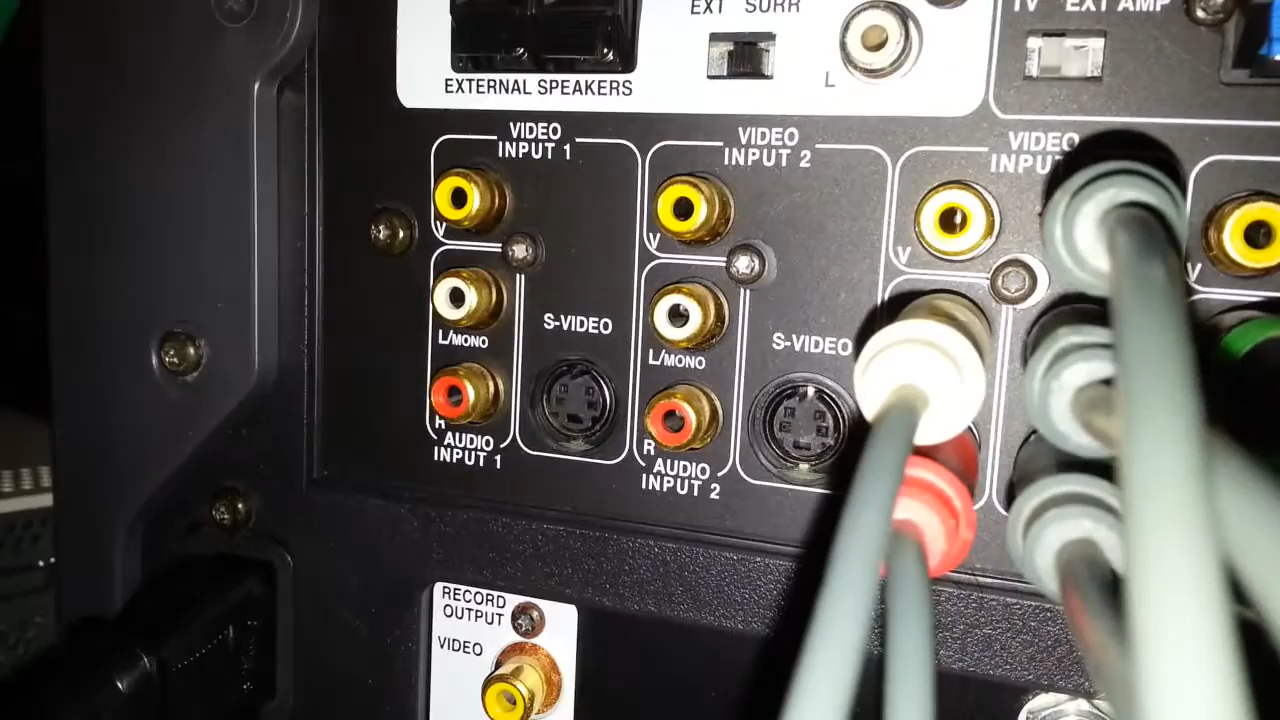 EXT SURR
TV EXT AMP
L
EXTERNAL SPEAKERS
VIDEO
INPUT 1
VIDEO
INPUT 2
VIDEO
V
V
V
V
L/MONO
S-VIDEO
L/MONO
S-VIDEO
R
AUDIO
INPUT 1
R
AUDIO
INPUT 2
RECORD
OUTPUT
VIDEO